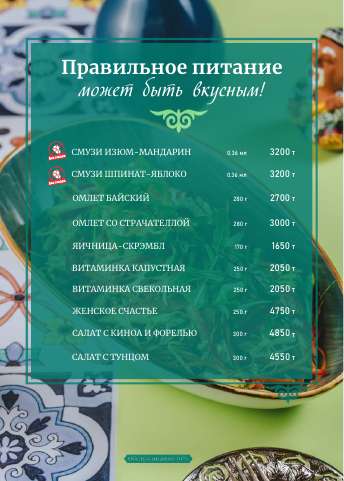 Правильное питание
может быть вкусным!
СМУЗИ ИЗЮМ-МАНДАРИН 0,36 мл 3200 т
СМУЗИ ШПИНАТ-ЯБЛОКО 0,36 мл 3200 т
ОМЛЕТ БАЙСКИЙ 280 г 2700 т
ОМЛЕТ СО СТРАЧАТЕЛЛОЙ 280 г 3000 т
ЯИЧНИЦА-СКРЭМБЛ 170 г 1650 т
ВИТАМИНКА КАПУСТНАЯ 250 г 2050 т
ВИТАМИНКА СВЕКОЛЬНАЯ 250 г 2050 т
ЖЕНСКОЕ СЧАСТЬЕ 250 г 4750 т
САЛАТ С КИНОА И ФОРЕЛЬЮ 300 г 4850 т
САЛАТ С ТУНЦОМ 300 г 4550 т